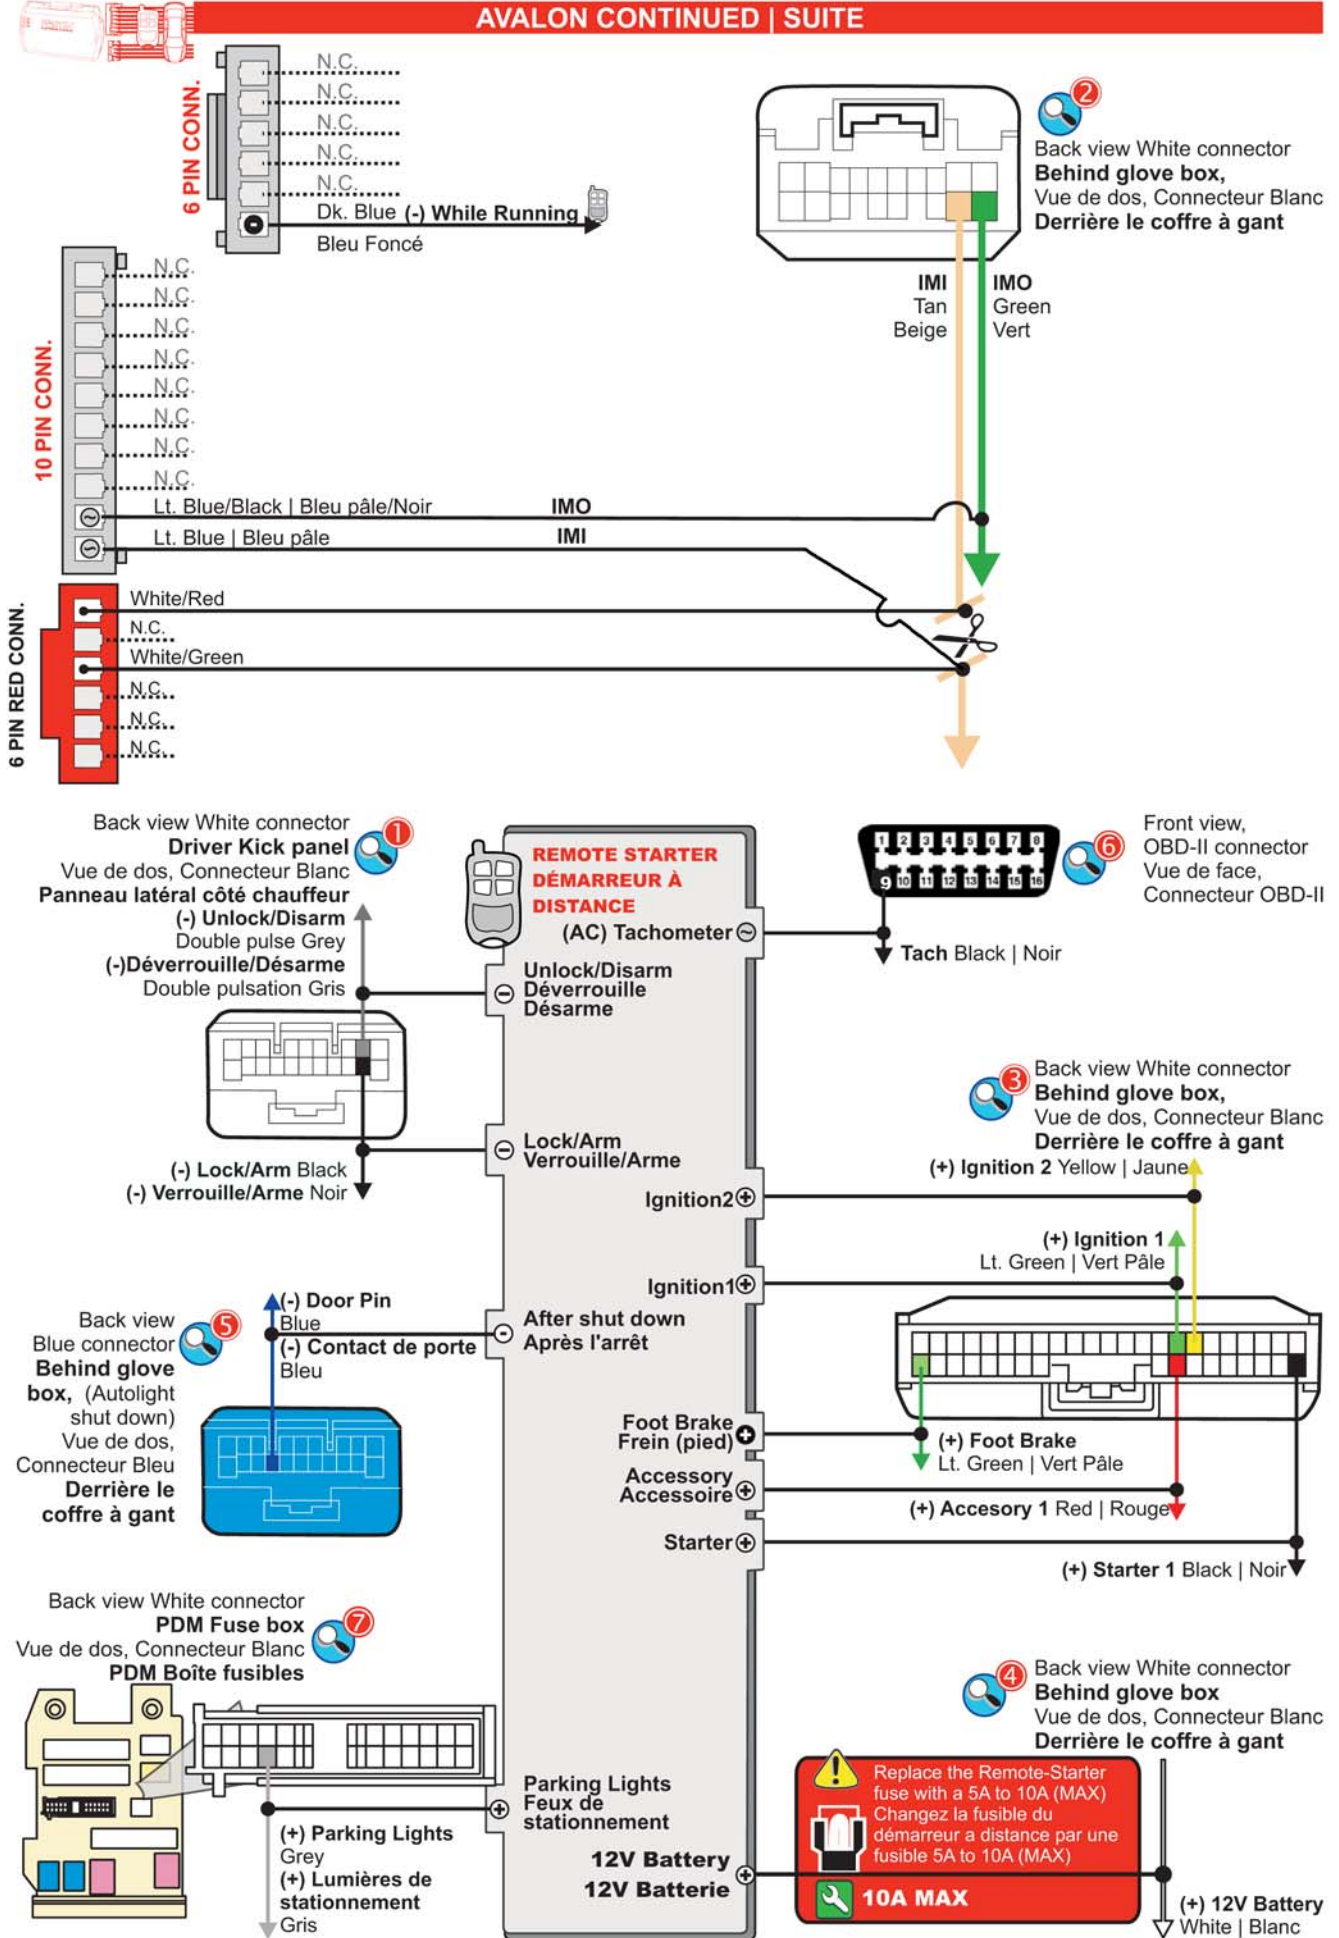 AVALON CONTINUED | SUITE
6 PIN CONN.
N.C.
N.C.
N.C.
N.C.
N.C.
Dk. Blue (-) While Running
Bleu Foncé
2
Back view White connector
Behind glove box,
Vue de dos, Connecteur Blanc
Derrière le coffre à gant
IMI
Tan
Beige
IMO
Green
Vert
10 PIN CONN.
N.C.
N.C.
N.C.
N.C.
N.C.
N.C.
N.C.
N.C.
Lt. Blue/Black | Bleu pâle/Noir IMO
Lt. Blue | Bleu pâle IMI
6 PIN RED CONN.
White/Red
N.C.
White/Green
N.C.
N.C.
N.C.
1
Back view White connector
Driver Kick panel
Vue de dos, Connecteur Blanc
Panneau latéral côté chauffeur
(-) Unlock/Disarm
Double pulse Grey
(-)Déverrouille/Désarme
Double pulsation Gris
(-) Lock/Arm Black
(-) Verrouille/Arme Noir
REMOTE STARTER
DÉMARREUR À
DISTANCE
(AC) Tachometer
Unlock/Disarm
Déverrouille
Désarme
Lock/Arm
Verrouille/Arme
Ignition2
Ignition1
After shut down
Après l'arrêt
Foot Brake
Frein (pied)
Accessory
Accessoire
Starter
Parking Lights
Feux de
stationnement
12V Battery
12V Batterie
1 2 3 4 5 6 7 8
9 10 11 12 13 14 15 16
6
Front view,
OBD-II connector
Vue de face,
Connecteur OBD-II
Tach Black | Noir
3
Back view White connector
Behind glove box,
Vue de dos, Connecteur Blanc
Derrière le coffre à gant
(+) Ignition 2 Yellow | Jaune
(+) Ignition 1
Lt. Green | Vert Pâle
(+) Foot Brake
Lt. Green | Vert Pâle
(+) Accesory 1 Red | Rouge
(+) Starter 1 Black | Noir
5
Back view
Blue connector
Behind glove
box, (Autolight
shut down)
Vue de dos,
Connecteur Bleu
Derrière le
coffre à gant
(-) Door Pin
Blue
(-) Contact de porte
Bleu
7
Back view White connector
PDM Fuse box
Vue de dos, Connecteur Blanc
PDM Boîte fusibles
(+) Parking Lights
Grey
(+) Lumières de
stationnement
Gris
4
Back view White connector
Behind glove box
Vue de dos, Connecteur Blanc
Derrière le coffre à gant
Replace the Remote-Starter
fuse with a 5A to 10A (MAX)
Changez la fusible du
démarreur a distance par une
fusible 5A to 10A (MAX)
10A MAX
(+) 12V Battery
White | Blanc